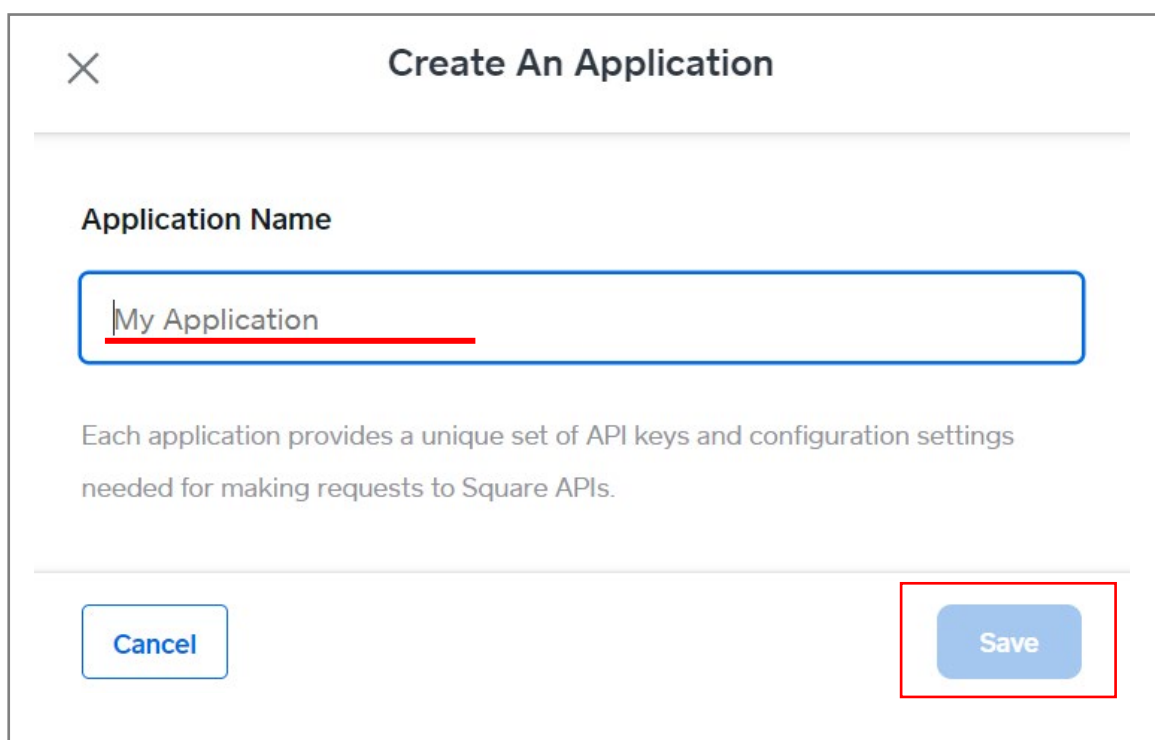 Create An Application
Application Name
My Application
Each application provides a unique set of API keys and configuration settings
needed for making requests to Square APIs.
Cancel
Save